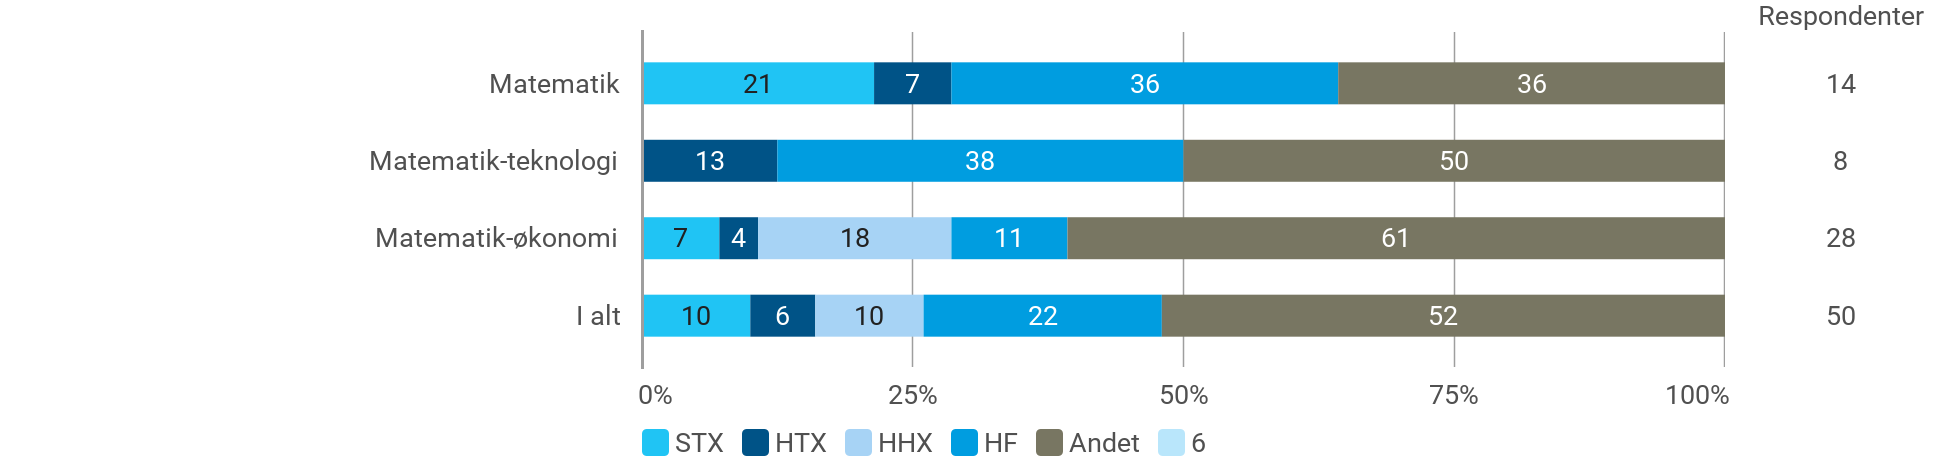 Respondenter
Matematik 21 7 36 36 14
Matematik-teknologi 13 38 50 8
Matematik-økonomi 7 4 18 11 61 28
I alt 10 6 10 22 52 50
0% 25% 50% 75% 100%
STX HTX HHX HF Andet 6